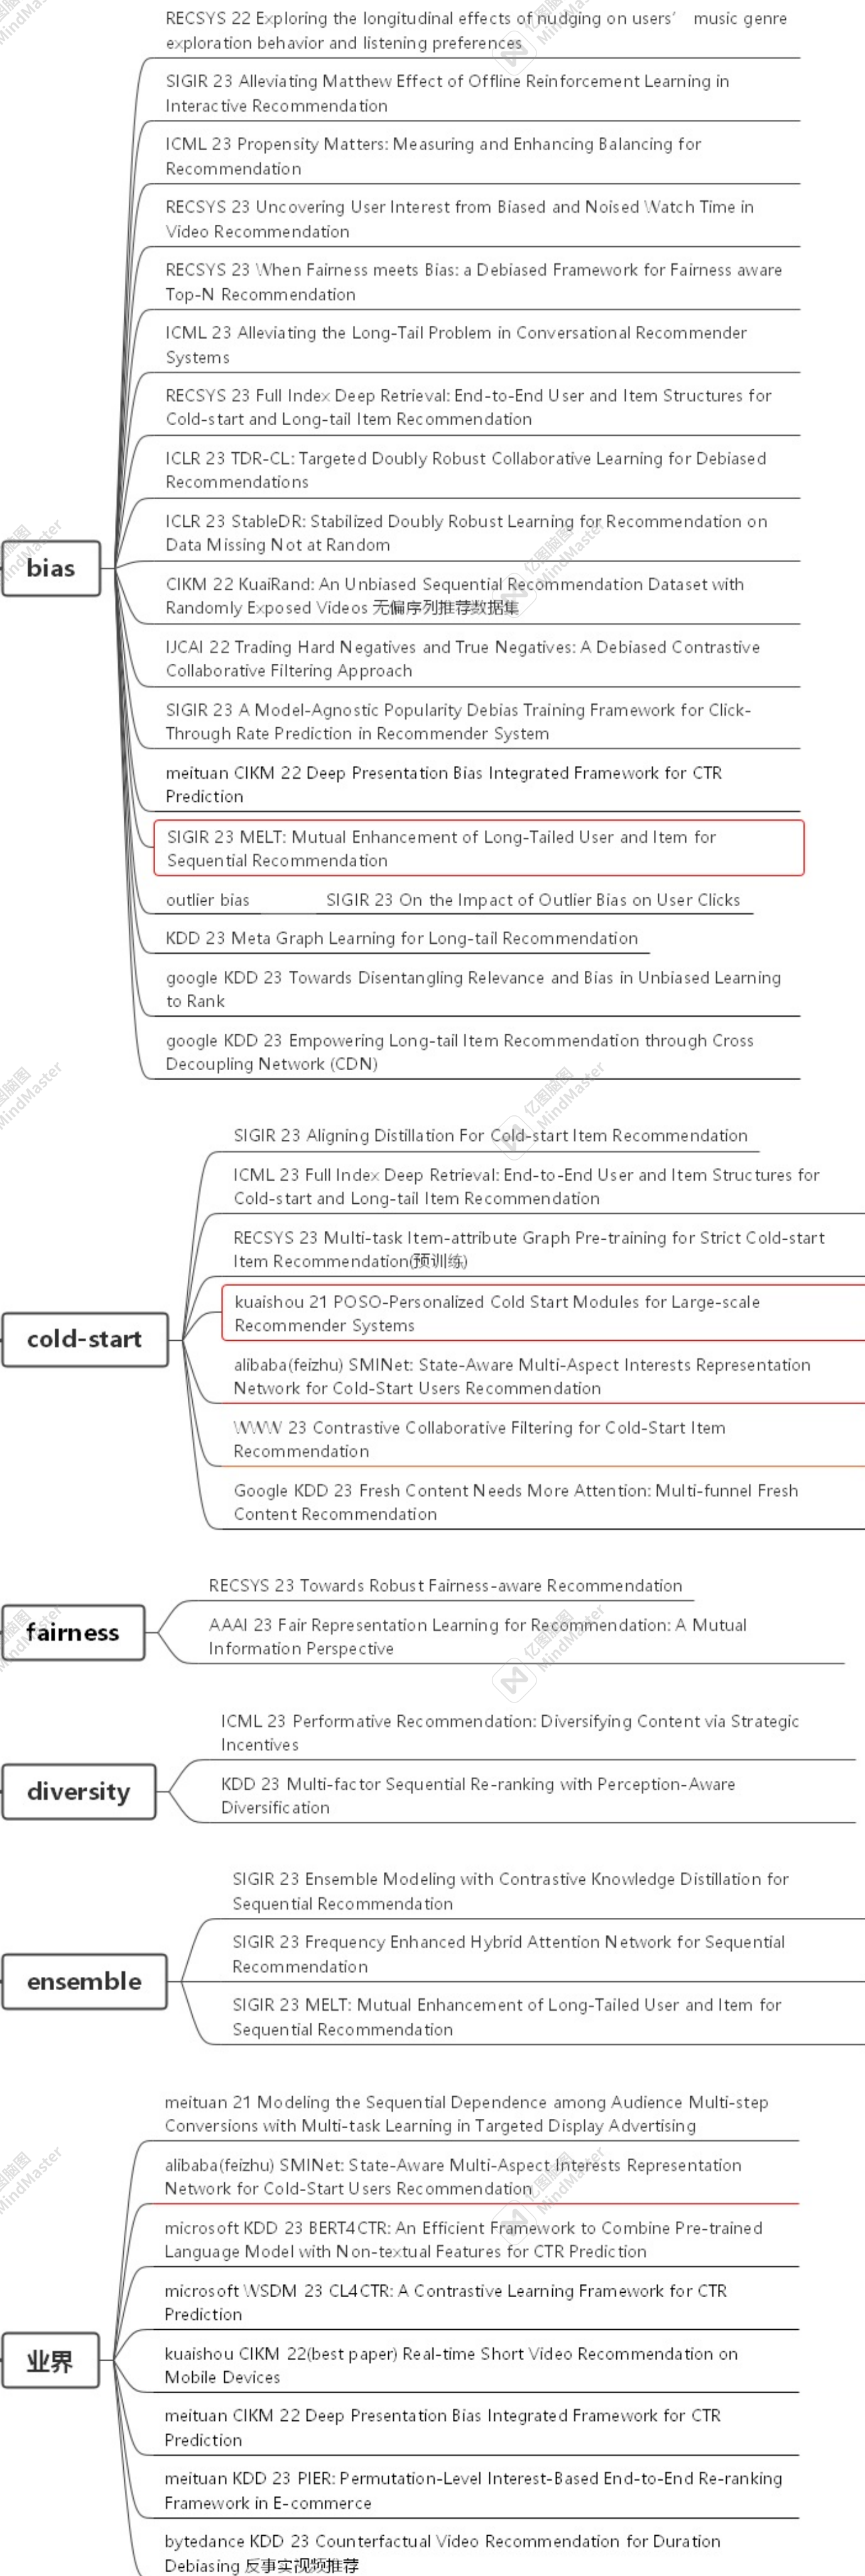 RECSYS 22 Exploring the longitudinal effects of nudging on users’ music genre
exploration behavior and listening preferences
SIGIR 23 Alleviating Matthew Effect of Offline Reinforcement Learning in
Interactive Recommendation
ICML 23 Propensity Matters: Measuring and Enhancing Balancing for
Recommendation
RECSYS 23 Uncovering User Interest from Biased and Noised Watch Time in
Video Recommendation
RECSYS 23 When Fairness meets Bias: a Debiased Framework for Fairness aware
Top-N Recommendation
ICML 23 Alleviating the Long-Tail Problem in Conversational Recommender
Systems
RECSYS 23 Full Index Deep Retrieval: End-to-End User and Item Structures for
Cold-start and Long-tail Item Recommendation
ICLR 23 TDR-CL: Targeted Doubly Robust Collaborative Learning for Debiased
Recommendations
ICLR 23 StableDR: Stabilized Doubly Robust Learning for Recommendation on
Data Missing Not at Random
bias
CIKM 22 KuaiRand: An Unbiased Sequential Recommendation Dataset with
Randomly Exposed Videos 无偏序列推荐数据集
IJCAI 22 Trading Hard Negatives and True Negatives: A Debiased Contrastive
Collaborative Filtering Approach
SIGIR 23 A Model-Agnostic Popularity Debias Training Framework for Click-
Through Rate Prediction in Recommender System
meituan CIKM 22 Deep Presentation Bias Integrated Framework for CTR
Prediction
SIGIR 23 MELT: Mutual Enhancement of Long-Tailed User and Item for
Sequential Recommendation
outlier bias SIGIR 23 On the Impact of Outlier Bias on User Clicks
KDD 23 Meta Graph Learning for Long-tail Recommendation
google KDD 23 Towards Disentangling Relevance and Bias in Unbiased Learning
to Rank
google KDD 23 Empowering Long-tail Item Recommendation through Cross
Decoupling Network (CDN)
SIGIR 23 Aligning Distillation For Cold-start Item Recommendation
ICML 23 Full Index Deep Retrieval: End-to-End User and Item Structures for
Cold-start and Long-tail Item Recommendation
RECSYS 23 Multi-task Item-attribute Graph Pre-training for Strict Cold-start
Item Recommendation(预训练)
kuaishou 21 POSO-Personalized Cold Start Modules for Large-scale
Recommender Systems
cold-start
alibaba(feizhu) SMINet: State-Aware Multi-Aspect Interests Representation
Network for Cold-Start Users Recommendation
WWW 23 Contrastive Collaborative Filtering for Cold-Start Item
Recommendation
Google KDD 23 Fresh Content Needs More Attention: Multi-funnel Fresh
Content Recommendation
RECSYS 23 Towards Robust Fairness-aware Recommendation
fairness
AAAI 23 Fair Representation Learning for Recommendation: A Mutual
Information Perspective
ICML 23 Performative Recommendation: Diversifying Content via Strategic
Incentives
diversity
KDD 23 Multi-factor Sequential Re-ranking with Perception-Aware
Diversification
SIGIR 23 Ensemble Modeling with Contrastive Knowledge Distillation for
Sequential Recommendation
SIGIR 23 Frequency Enhanced Hybrid Attention Network for Sequential
Recommendation
ensemble
SIGIR 23 MELT: Mutual Enhancement of Long-Tailed User and Item for
Sequential Recommendation
meituan 21 Modeling the Sequential Dependence among Audience Multi-step
Conversions with Multi-task Learning in Targeted Display Advertising
alibaba(feizhu) SMINet: State-Aware Multi-Aspect Interests Representation
Network for Cold-Start Users Recommendation
microsoft KDD 23 BERT4CTR: An Efficient Framework to Combine Pre-trained
Language Model with Non-textual Features for CTR Prediction
microsoft WSDM 23 CL4CTR: A Contrastive Learning Framework for CTR
Prediction
业界
kuaishou CIKM 22(best paper) Real-time Short Video Recommendation on
Mobile Devices
meituan CIKM 22 Deep Presentation Bias Integrated Framework for CTR
Prediction
meituan KDD 23 PIER: Permutation-Level Interest-Based End-to-End Re-ranking
Framework in E-commerce
bytedance KDD 23 Counterfactual Video Recommendation for Duration
Debiasing 反事实视频推荐
亿图脑图
MindMaster